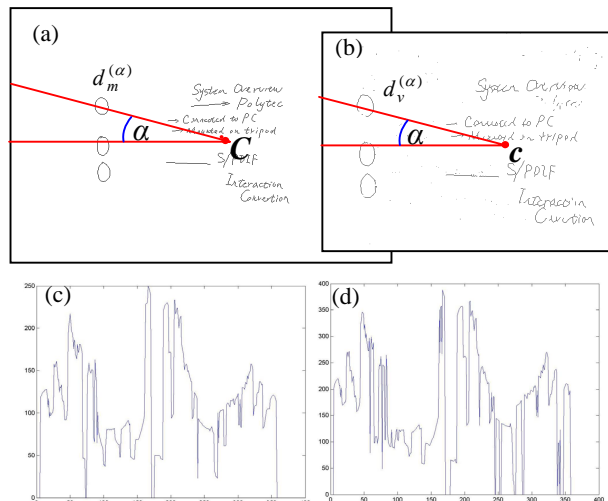 (a)
d_m^(α)
α
C
System Overview
Polytec
Connected to PC
Mounted on tripod
S/PDIF
Interaction
Convertion
(b)
d_v^(α)
α
c
System Overview
Connected to PC
Mounted on tripod
S/PDIF
Interaction
(c)
250
200
150
100
50
0
(d)
400
350
300
250
200
150
100
50
0
0 50 100 150 200 250 300 350 400